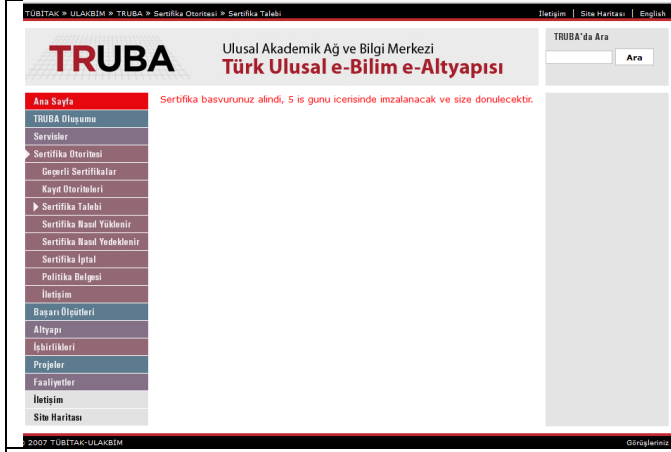 TÜBİTAK » ULAKBİM » TRUBA » Sertifika Otoritesi » Sertifika Talebi
İletişim | Site Haritası | English
TRUBA
Ulusal Akademik Ağ ve Bilgi Merkezi
Türk Ulusal e-Bilim e-Altyapısı
TRUBA'da Ara
Ara
Ana Sayfa
TRUBA Oluşumu
Servisler
Sertifika Otoritesi
Geçerli Sertifikalar
Kayıt Otoriteleri
Sertifika Talebi
Sertifika Nasıl Yüklenir
Sertifika Nasıl Yedeklenir
Sertifika İptal
Politika Belgesi
İletişim
Başarı Ölçütleri
Altyapı
İşbirlikleri
Projeler
Faaliyetler
İletişim
Site Haritası
Sertifika basvurunuz alindi, 5 is gunu icerisinde imzalanacak ve size donulecektir.
© 2007 TÜBİTAK-ULAKBİM
Görüşleriniz